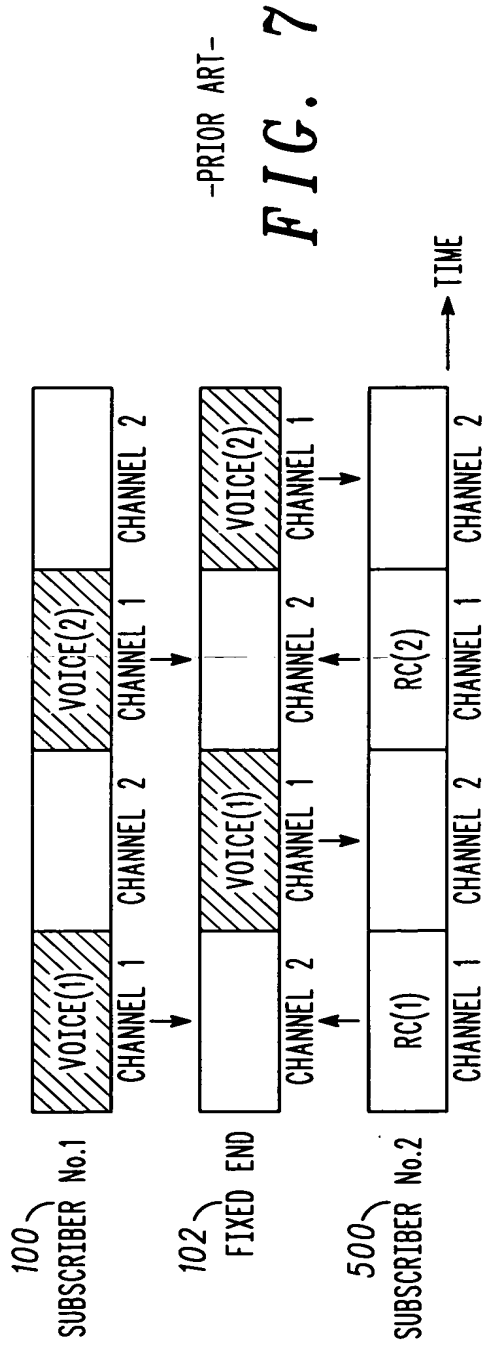 100
SUBSCRIBER No.1
VOICE(1)
VOICE(2)
CHANNEL 1
CHANNEL 2
CHANNEL 1
CHANNEL 2
102
FIXED END
VOICE(1)
VOICE(2)
CHANNEL 2
CHANNEL 1
CHANNEL 2
CHANNEL 1
500
SUBSCRIBER No.2
RC(1)
RC(2)
CHANNEL 1
CHANNEL 2
CHANNEL 1
CHANNEL 2
TIME
-PRIOR ART-
FIG. 7